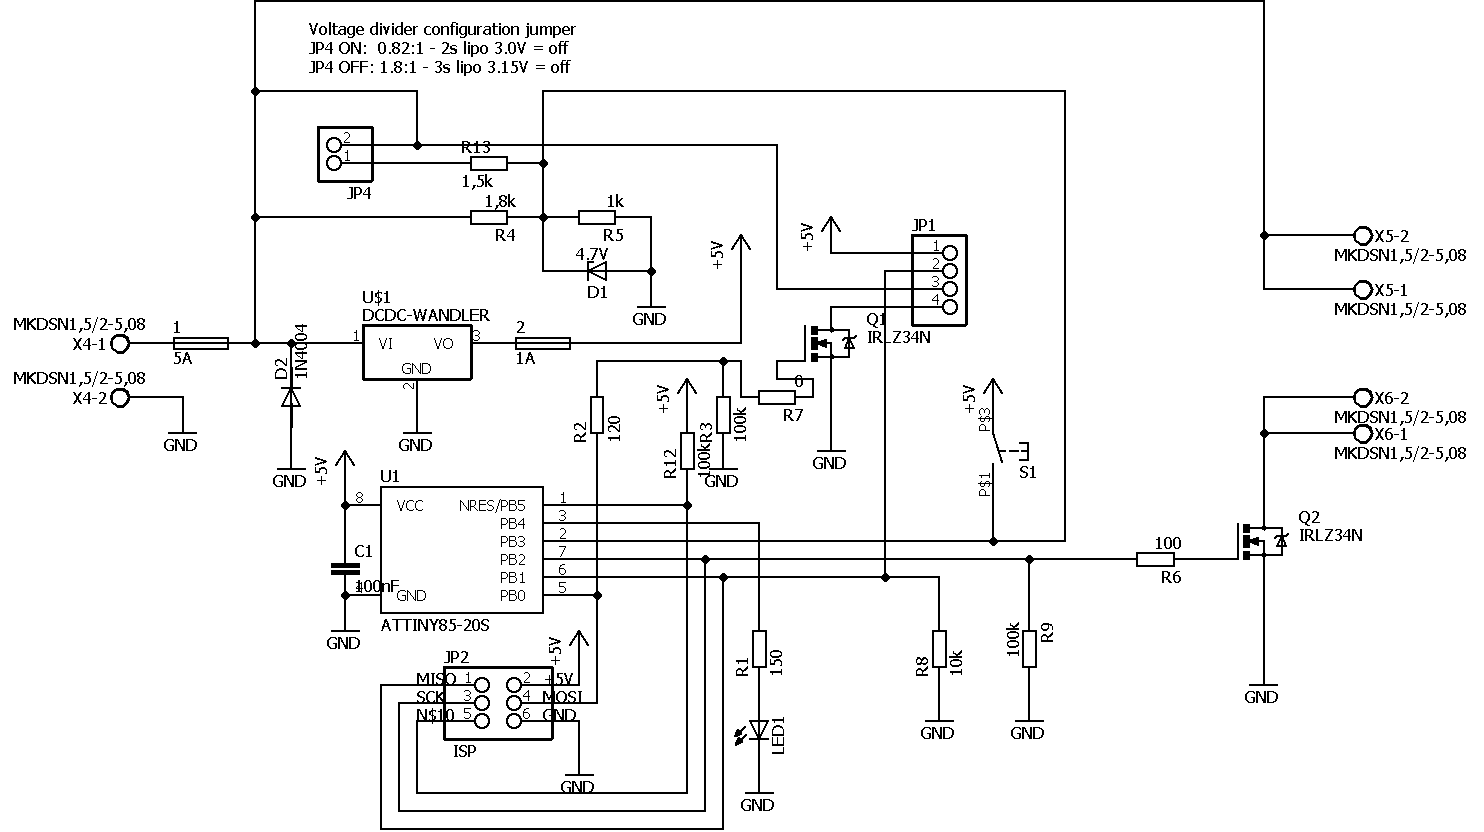 Voltage divider configuration jumper
JP4 ON: 0.82:1 - 2s lipo 3.0V = off
JP4 OFF: 1.8:1 - 3s lipo 3.15V = off
2
1
JP4
R13
1,5k
1,8k
R4
1k
R5
4.7V
D1
GND
+5V
+5V
JP1
1
2
3
4
X5-2
MKDSN1,5/2-5,08
X5-1
MKDSN1,5/2-5,08
MKDSN1,5/2-5,08
X4-1
1
5A
MKDSN1,5/2-5,08
X4-2
GND
D2
1N4004
GND
U$1
DCDC-WANDLER
1
VI
VO
3
GND
2
GND
2
1A
Q1
IRLZ34N
0
R7
GND
R2
120
+5V
R12
100k
R3
100k
GND
+5V
P$3
P$1
S1
X6-2
MKDSN1,5/2-5,08
X6-1
MKDSN1,5/2-5,08
Q2
IRLZ34N
100
R6
GND
+5V
C1
100nF
GND
U1
8
VCC
4
GND
NRES/PB5
1
PB4
3
PB3
2
PB2
7
PB1
6
PB0
5
ATTINY85-20S
JP2
+5V
MISO
1
2
+5V
SCK
3
4
MOSI
N$10
5
6
GND
ISP
GND
R1
150
LED1
GND
R8
10k
GND
100k
R9
GND